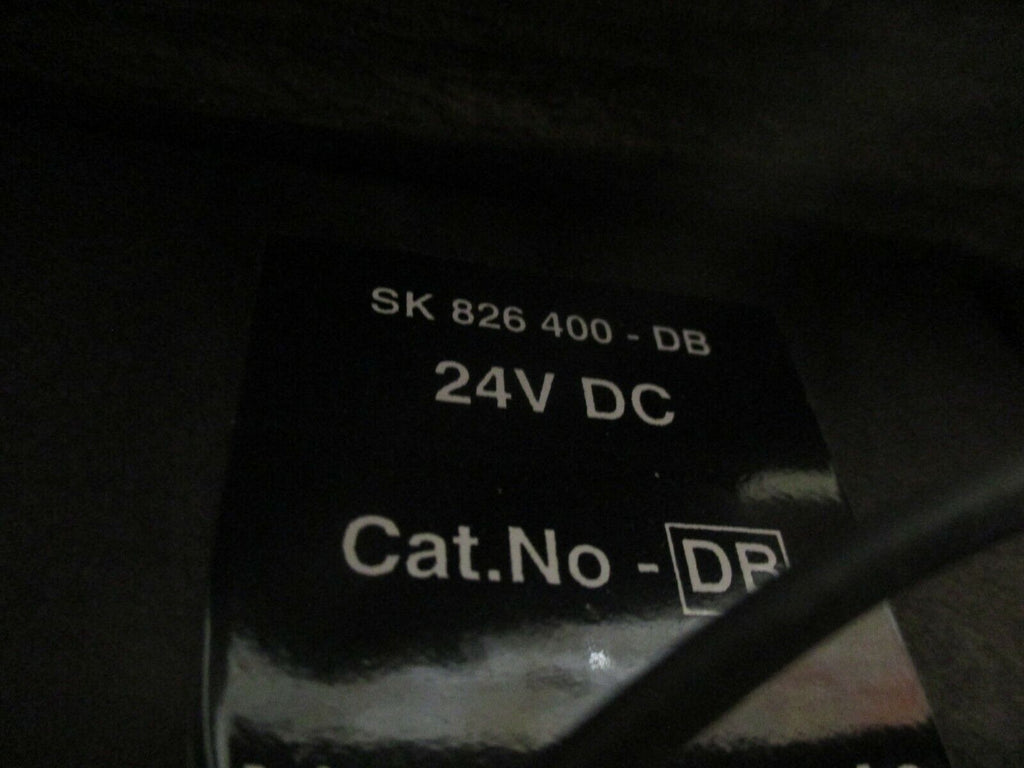 SK 826 400 - DB
24V DC
Cat.No - DB